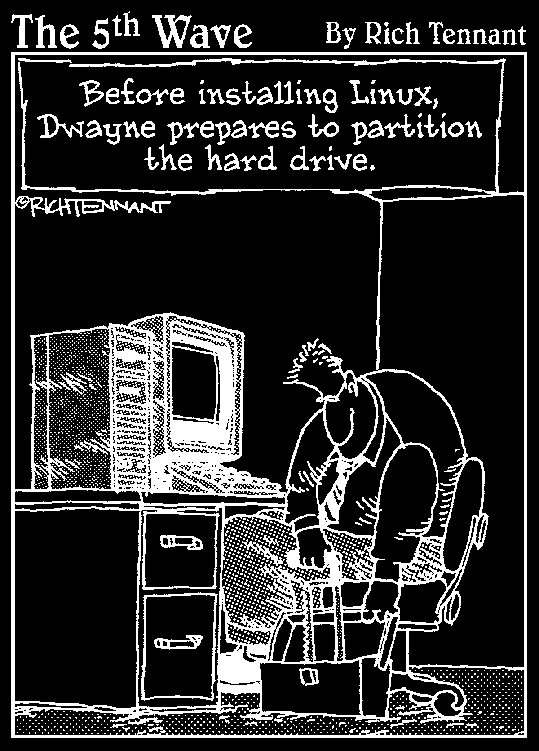 The 5th Wave
By Rich Tennant
Before installing Linux,
Dwayne prepares to partition
the hard drive.
©RICHTENNANT